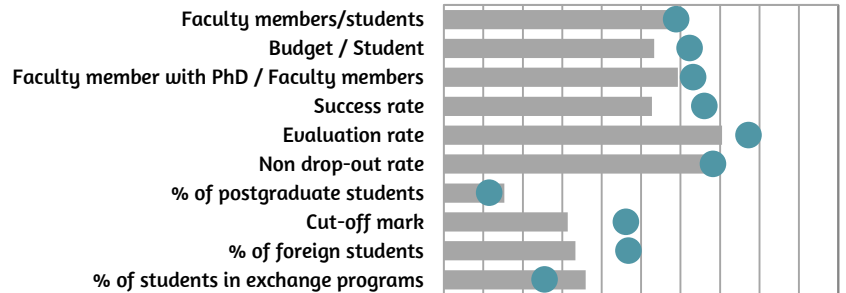 Faculty members/students
Budget / Student
Faculty member with PhD / Faculty members
Success rate
Evaluation rate
Non drop-out rate
% of postgraduate students
Cut-off mark
% of foreign students
% of students in exchange programs